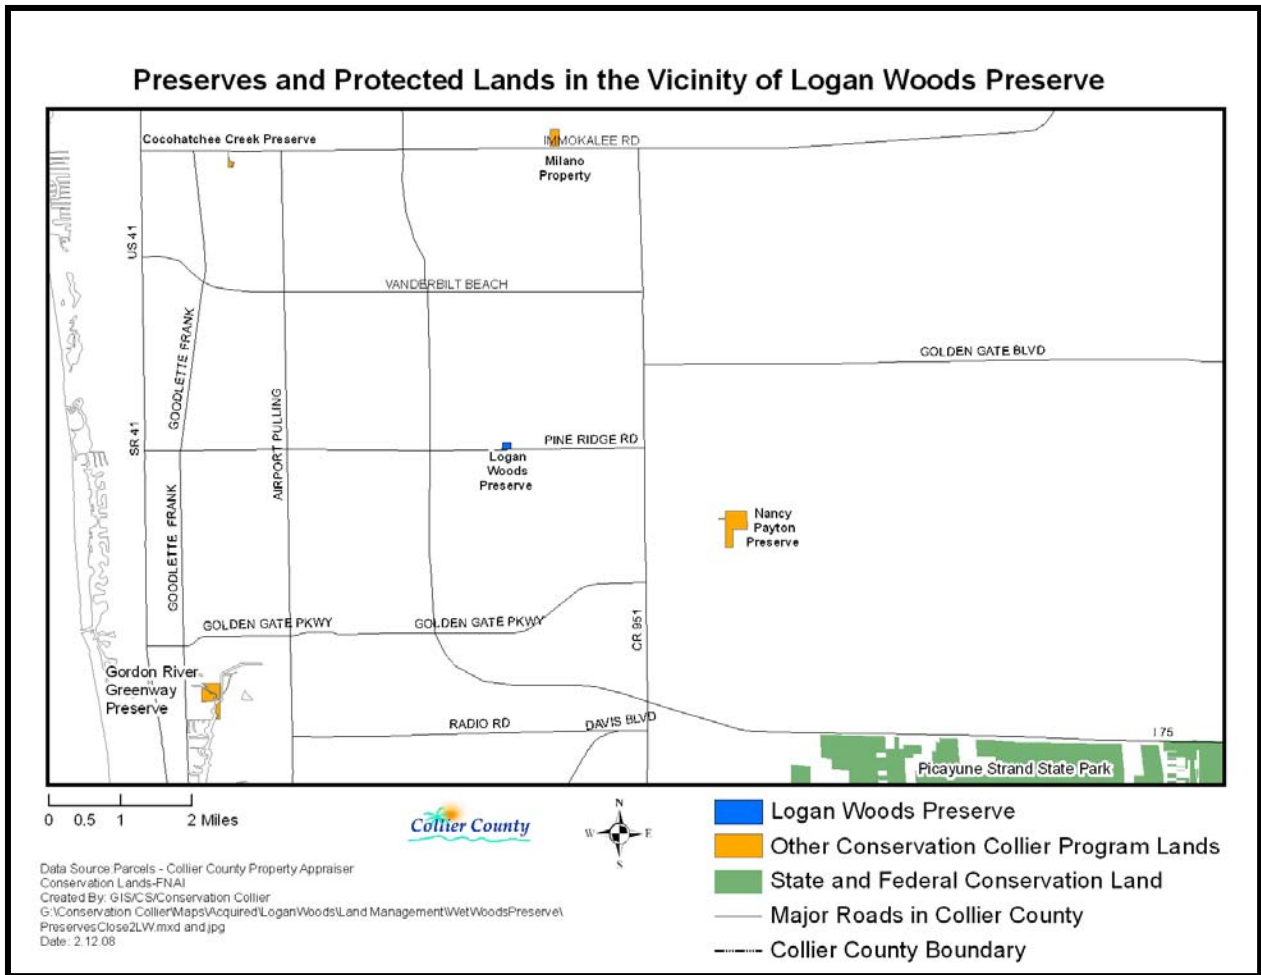 Preserves and Protected Lands in the Vicinity of Logan Woods Preserve
Cocohatchee Creek Preserve
IMMOKALEE RD
Milano
Property
US 41
VANDERBILT BEACH
GOODLETTE FRANK
GOLDEN GATE BLVD
AIRPORT PULLING
SR 41
PINE RIDGE RD
Logan
Woods
Preserve
GOODLETTE FRANK
Nancy
Payton
Preserve
GOLDEN GATE PKWY
GOLDEN GATE PKWY
CR 951
Gordon River
Greenway
Preserve
RADIO RD
DAVIS BLVD
I 75
Picayune Strand State Park
0 0.5 1 2 Miles
Collier County
N
W E
S
Logan Woods Preserve
Other Conservation Collier Program Lands
State and Federal Conservation Land
Major Roads in Collier County
Collier County Boundary
Data Source:Parcels - Collier County Property Appraiser
Conservation Lands-FNAI
Created By: GIS/CS/Conservation Collier
G:\Conservation Collier\Maps\Acquired\LoganWoods\Land Management\WetWoodsPreserve\
PreservesClose2LW.mxd and.jpg
Date: 2.12.08